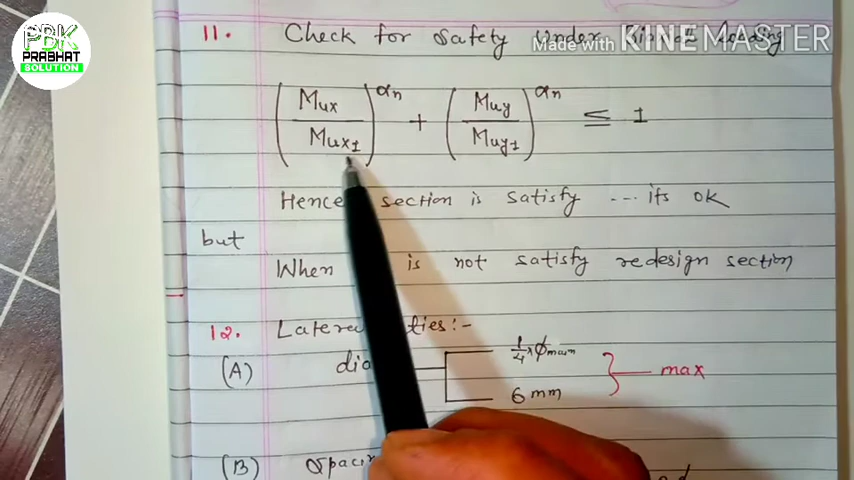 PBK
PRABHAT
SOLUTION
Made with KINEMASTER
11. Check for safety under loading
(Mux / Mux1)^αn + (Muy / Muy1)^αn ≤ 1
Hence section is satisfy ... its ok
but
When is not satisfy redesign section
12. ties :-
(A) 1/4 × ϕmain
6 mm
max
(B)